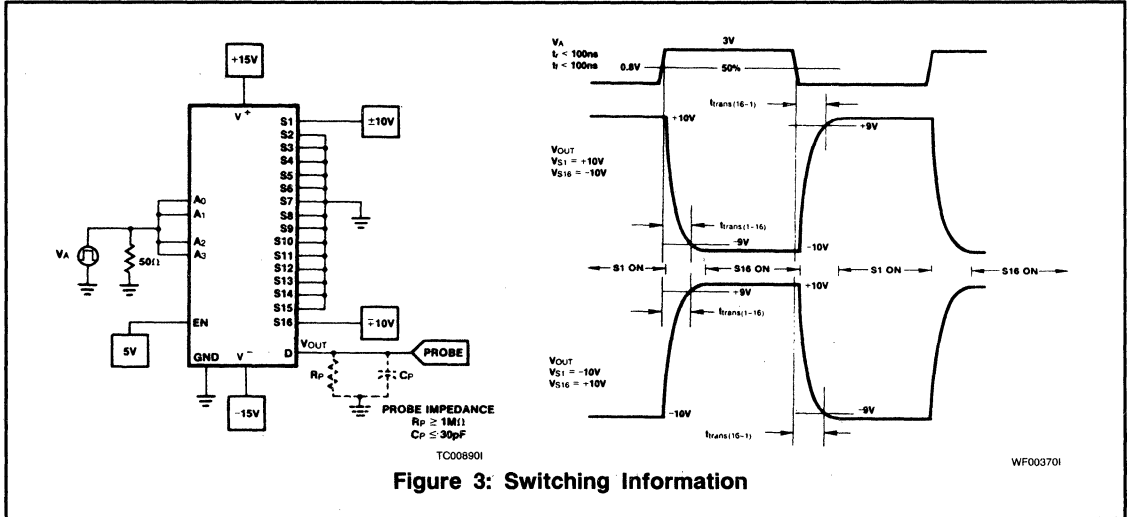 +15V
V+
S1
±10V
S2
S3
S4
S5
S6
S7
S8
S9
S10
S11
S12
S13
S14
S15
S16
∓10V
A0
A1
A2
A3
VA
50Ω
EN
5V
GND
V−
−15V
D
VOUT
PROBE
RP
CP
PROBE IMPEDANCE
RP ≥ 1MΩ
CP ≤ 30pF
TC00890I
VA
tr < 100ns
tf < 100ns
0.8V
3V
50%
ttrans(16-1)
+10V
+9V
VOUT
VS1 = +10V
VS16 = −10V
ttrans(1-16)
−9V
−10V
S1 ON
S16 ON
S1 ON
S16 ON
+9V
+10V
ttrans(1-16)
VOUT
VS1 = −10V
VS16 = +10V
−10V
−9V
ttrans(16-1)
WF00370I
Figure 3: Switching Information